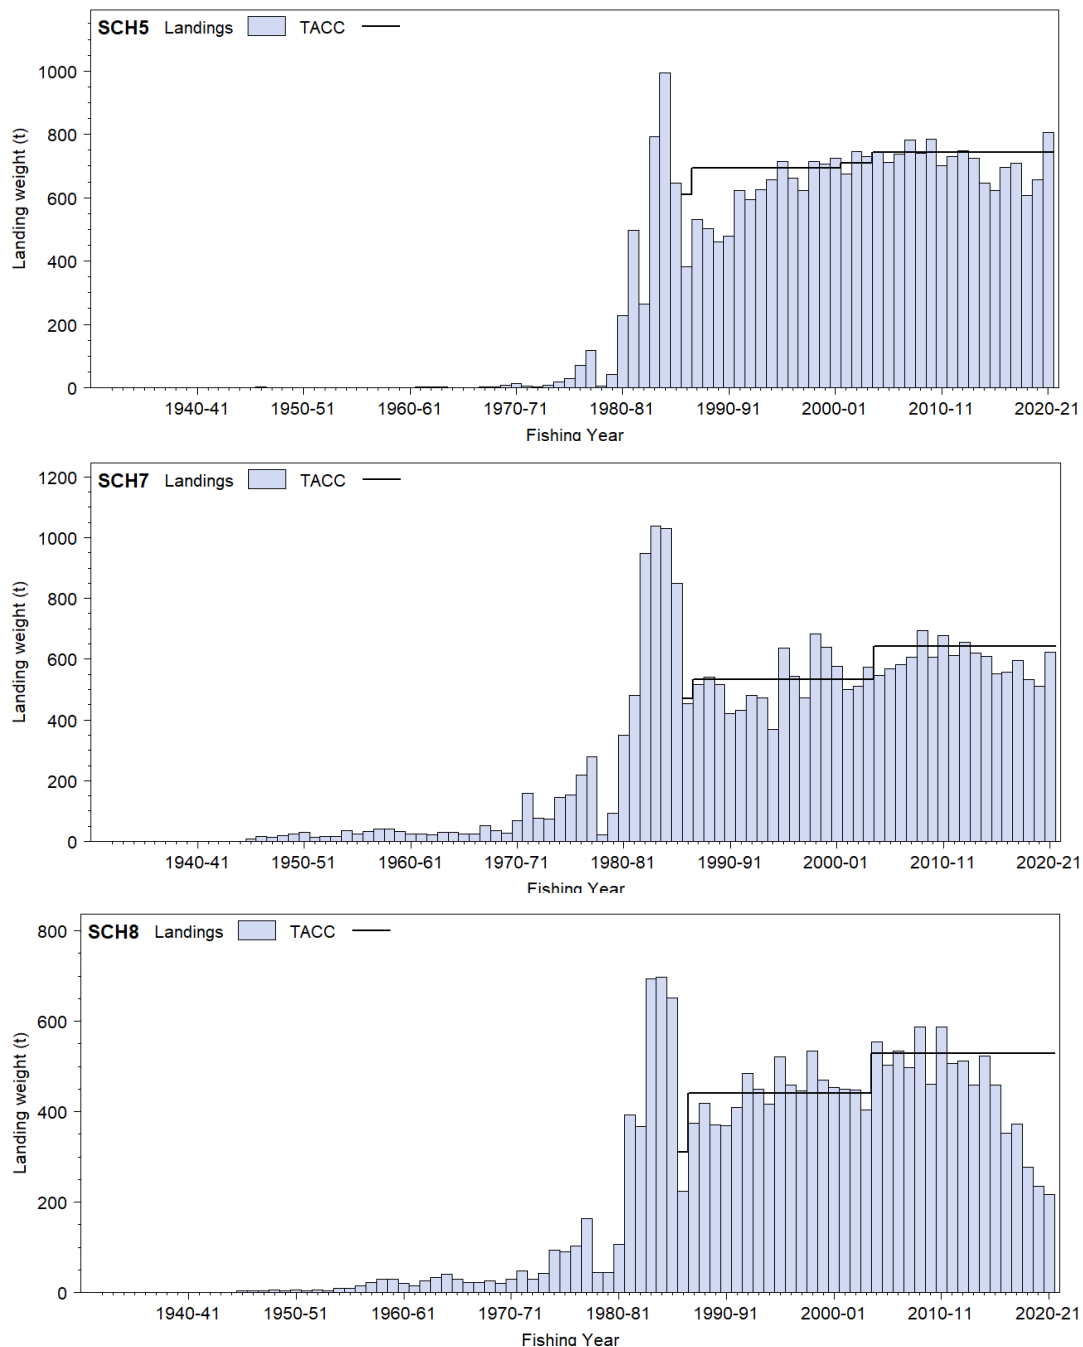 SCH5 Landings TACC
1000
800
600
400
200
0
Landing weight (t)
1940-41 1950-51 1960-61 1970-71 1980-81 1990-91 2000-01 2010-11 2020-21
Fishing Year
SCH7 Landings TACC
1200
1000
800
600
400
200
0
Landing weight (t)
1940-41 1950-51 1960-61 1970-71 1980-81 1990-91 2000-01 2010-11 2020-21
Fishing Year
SCH8 Landings TACC
800
600
400
200
0
Landing weight (t)
1940-41 1950-51 1960-61 1970-71 1980-81 1990-91 2000-01 2010-11 2020-21
Fishing Year